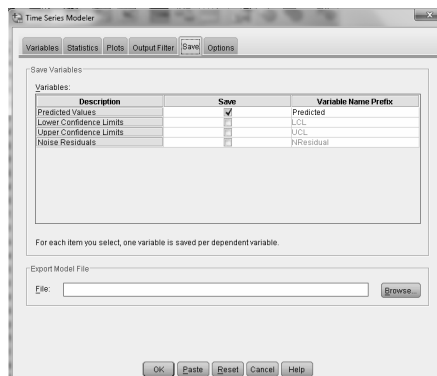 Time Series Modeler
Variables Statistics Plots Output Filter Save Options
Save Variables
Variables:
Description Save Variable Name Prefix
Predicted Values Predicted
Lower Confidence Limits LCL
Upper Confidence Limits UCL
Noise Residuals NResidual
For each item you select, one variable is saved per dependent variable.
Export Model File
File: Browse...
OK Paste Reset Cancel Help